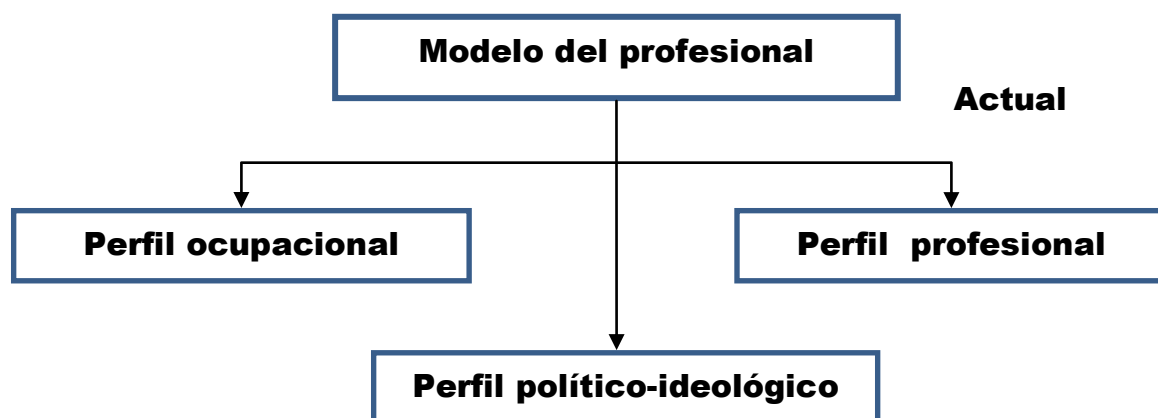 Modelo del profesional
Actual
Perfil ocupacional
Perfil profesional
Perfil político-ideológico